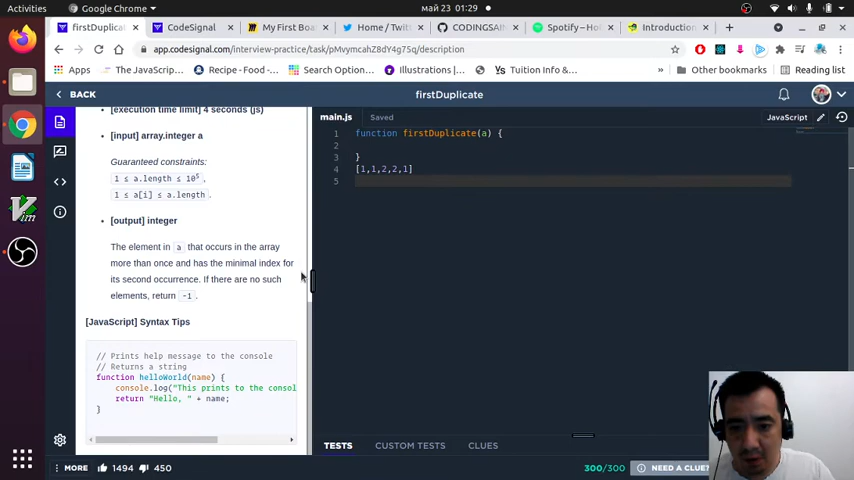 Activities
май 23 01:29
firstDuplic
CodeSignal
My First Boa
Home / Twitt
CODINGSAt
Spotify – Ho
Introduction
app.codesignal.com/interview-practice/task/pMvymcahZ8dY4g75q/description
Apps
The JavaScrip...
Recipe - Food -...
Search Option...
Illustrations |...
Tuition Info &...
»
Other bookmarks
Reading list
BACK
firstDuplicate
• [execution time limit] 4 seconds (js)
• [input] array.integer a
Guaranteed constraints:
1 ≤ a.length ≤ 10⁵,
1 ≤ a[i] ≤ a.length.
• [output] integer
The element in a that occurs in the array
more than once and has the minimal index for
its second occurrence. If there are no such
elements, return -1.
[JavaScript] Syntax Tips
// Prints help message to the console
// Returns a string
function helloWorld(name) {
console.log("This prints to the consol
return "Hello, " + name;
}
MORE
1494
450
main.js
Saved
JavaScript
1 function firstDuplicate(a) {
2
3 }
4 [1,1,2,2,1]
5
TESTS
CUSTOM TESTS
CLUES
300/300
NEED A CLUE?